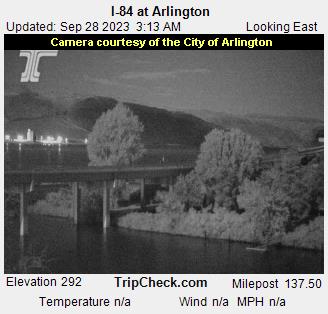 I-84 at Arlington
Updated: Sep 28 2023 3:13 AM Looking East
Camera courtesy of the City of Arlington
Elevation 292 TripCheck.com Milepost 137.50
Temperature n/a Wind n/a MPH n/a